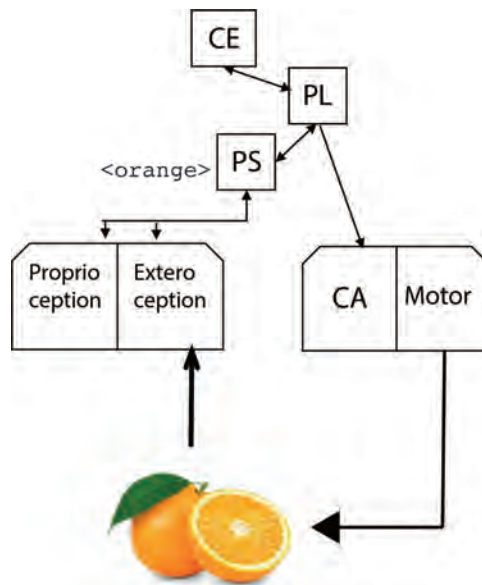 CE
PL
<orange>
PS
Proprio
ception
Extero
ception
CA
Motor